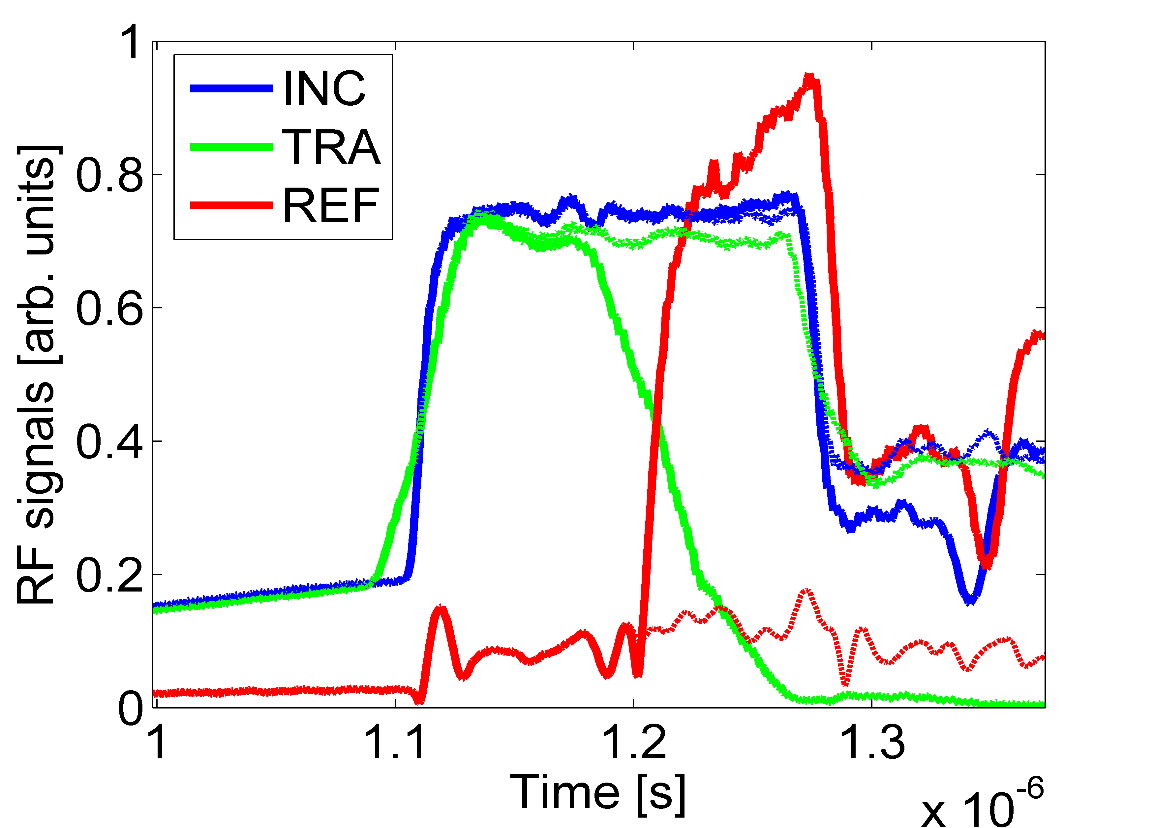 1
INC
TRA
REF
0.8
0.6
0.4
0.2
0
RF signals [arb. units]
1 1.1 1.2 1.3
Time [s]
x 10-6